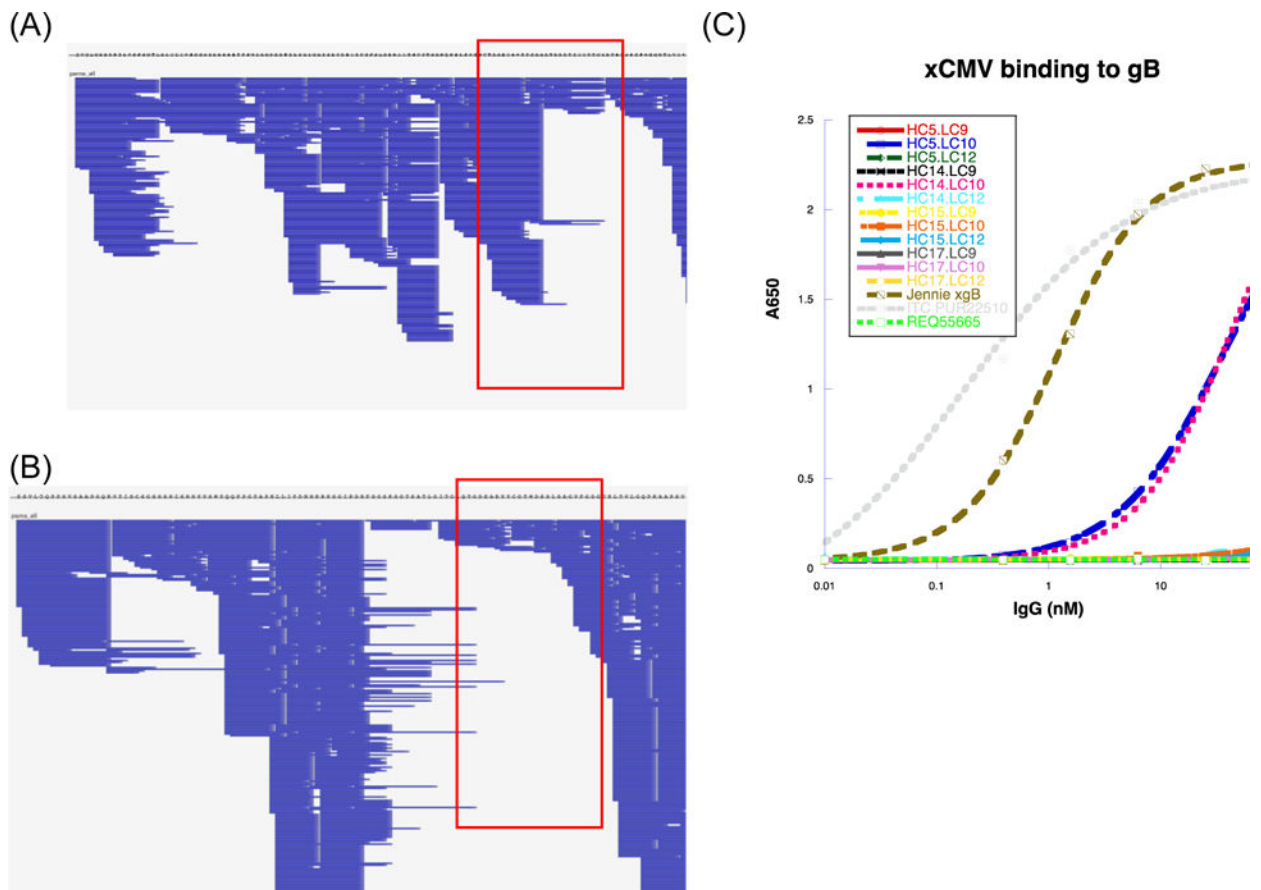 (A)
psms_all
(B)
psms_all
(C)
xCMV binding to gB
2.5
2
1.5
1
0.5
0
A650
HC5.LC9
HC5.LC10
HC5.LC12
HC14.LC9
HC14.LC10
HC14.LC12
HC15.LC9
HC15.LC10
HC15.LC12
HC17.LC9
HC17.LC10
HC17.LC12
Jennie xgB
ITC PUR22510
REQ55665
0.01
0.1
1
10
IgG (nM)